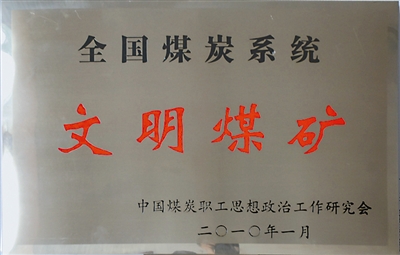 全国煤炭系统
文明煤矿
中国煤炭职工思想政治工作研究会
二〇一〇年一月